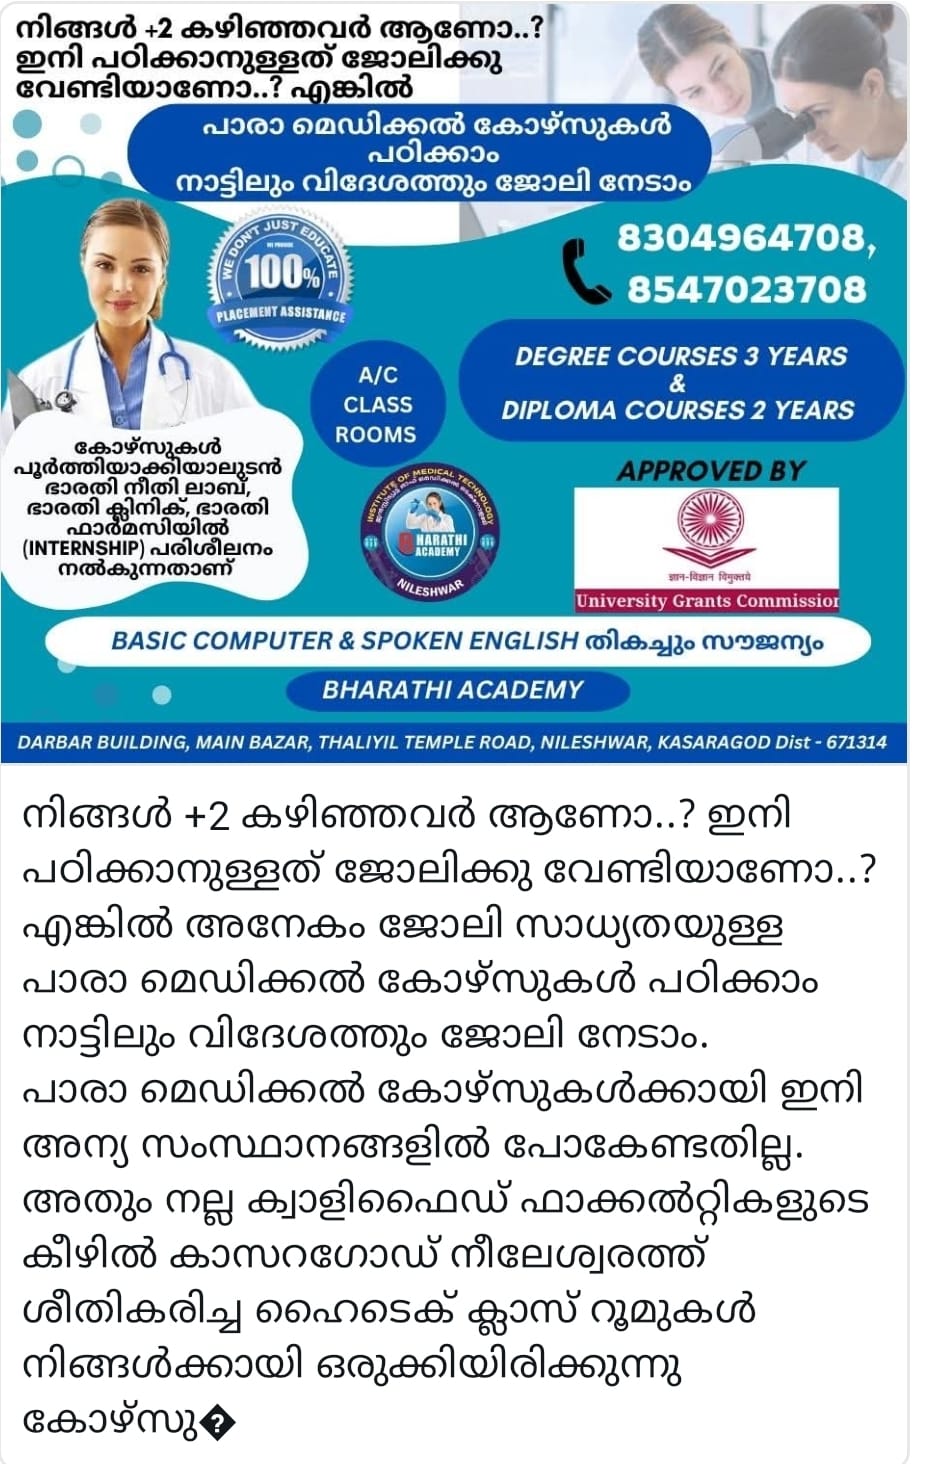 നിങ്ങൾ +2 കഴിഞ്ഞവർ ആണോ..?
ഇനി പഠിക്കാനുള്ളത് ജോലിക്കു
വേണ്ടിയാണോ..? എങ്കിൽ
പാരാ മെഡിക്കൽ കോഴ്സുകൾ
പഠിക്കാം
നാട്ടിലും വിദേശത്തും ജോലി നേടാം
WE DON'T JUST EDUCATE
WE PROVIDE
100%
PLACEMENT ASSISTANCE
8304964708,
8547023708
A/C
CLASS
ROOMS
DEGREE COURSES 3 YEARS
&
DIPLOMA COURSES 2 YEARS
കോഴ്സുകൾ
പൂർത്തിയാക്കിയാലുടൻ
ഭാരതി നീതി ലാബ്,
ഭാരതി ക്ലിനിക്, ഭാരതി
ഫാർമസിയിൽ
(INTERNSHIP) പരിശീലനം
നൽകുന്നതാണ്
INSTITUTE OF MEDICAL TECHNOLOGY
BHARATHI
ACADEMY
NILESHWAR
APPROVED BY
ज्ञान-विज्ञान विमुक्तये
University Grants Commission
BASIC COMPUTER & SPOKEN ENGLISH തികച്ചും സൗജന്യം
BHARATHI ACADEMY
DARBAR BUILDING, MAIN BAZAR, THALIYIL TEMPLE ROAD, NILESHWAR, KASARAGOD Dist - 671314
നിങ്ങൾ +2 കഴിഞ്ഞവർ ആണോ..? ഇനി
പഠിക്കാനുള്ളത് ജോലിക്കു വേണ്ടിയാണോ..?
എങ്കിൽ അനേകം ജോലി സാധ്യതയുള്ള
പാരാ മെഡിക്കൽ കോഴ്സുകൾ പഠിക്കാം
നാട്ടിലും വിദേശത്തും ജോലി നേടാം.
പാരാ മെഡിക്കൽ കോഴ്സുകൾക്കായി ഇനി
അന്യ സംസ്ഥാനങ്ങളിൽ പോകേണ്ടതില്ല.
അതും നല്ല ക്വാളിഫൈഡ് ഫാക്കൽറ്റികളുടെ
കീഴിൽ കാസറഗോഡ് നീലേശ്വരത്ത്
ശീതികരിച്ച ഹൈടെക് ക്ലാസ് റൂമുകൾ
നിങ്ങൾക്കായി ഒരുക്കിയിരിക്കുന്നു
കോഴ്സു�